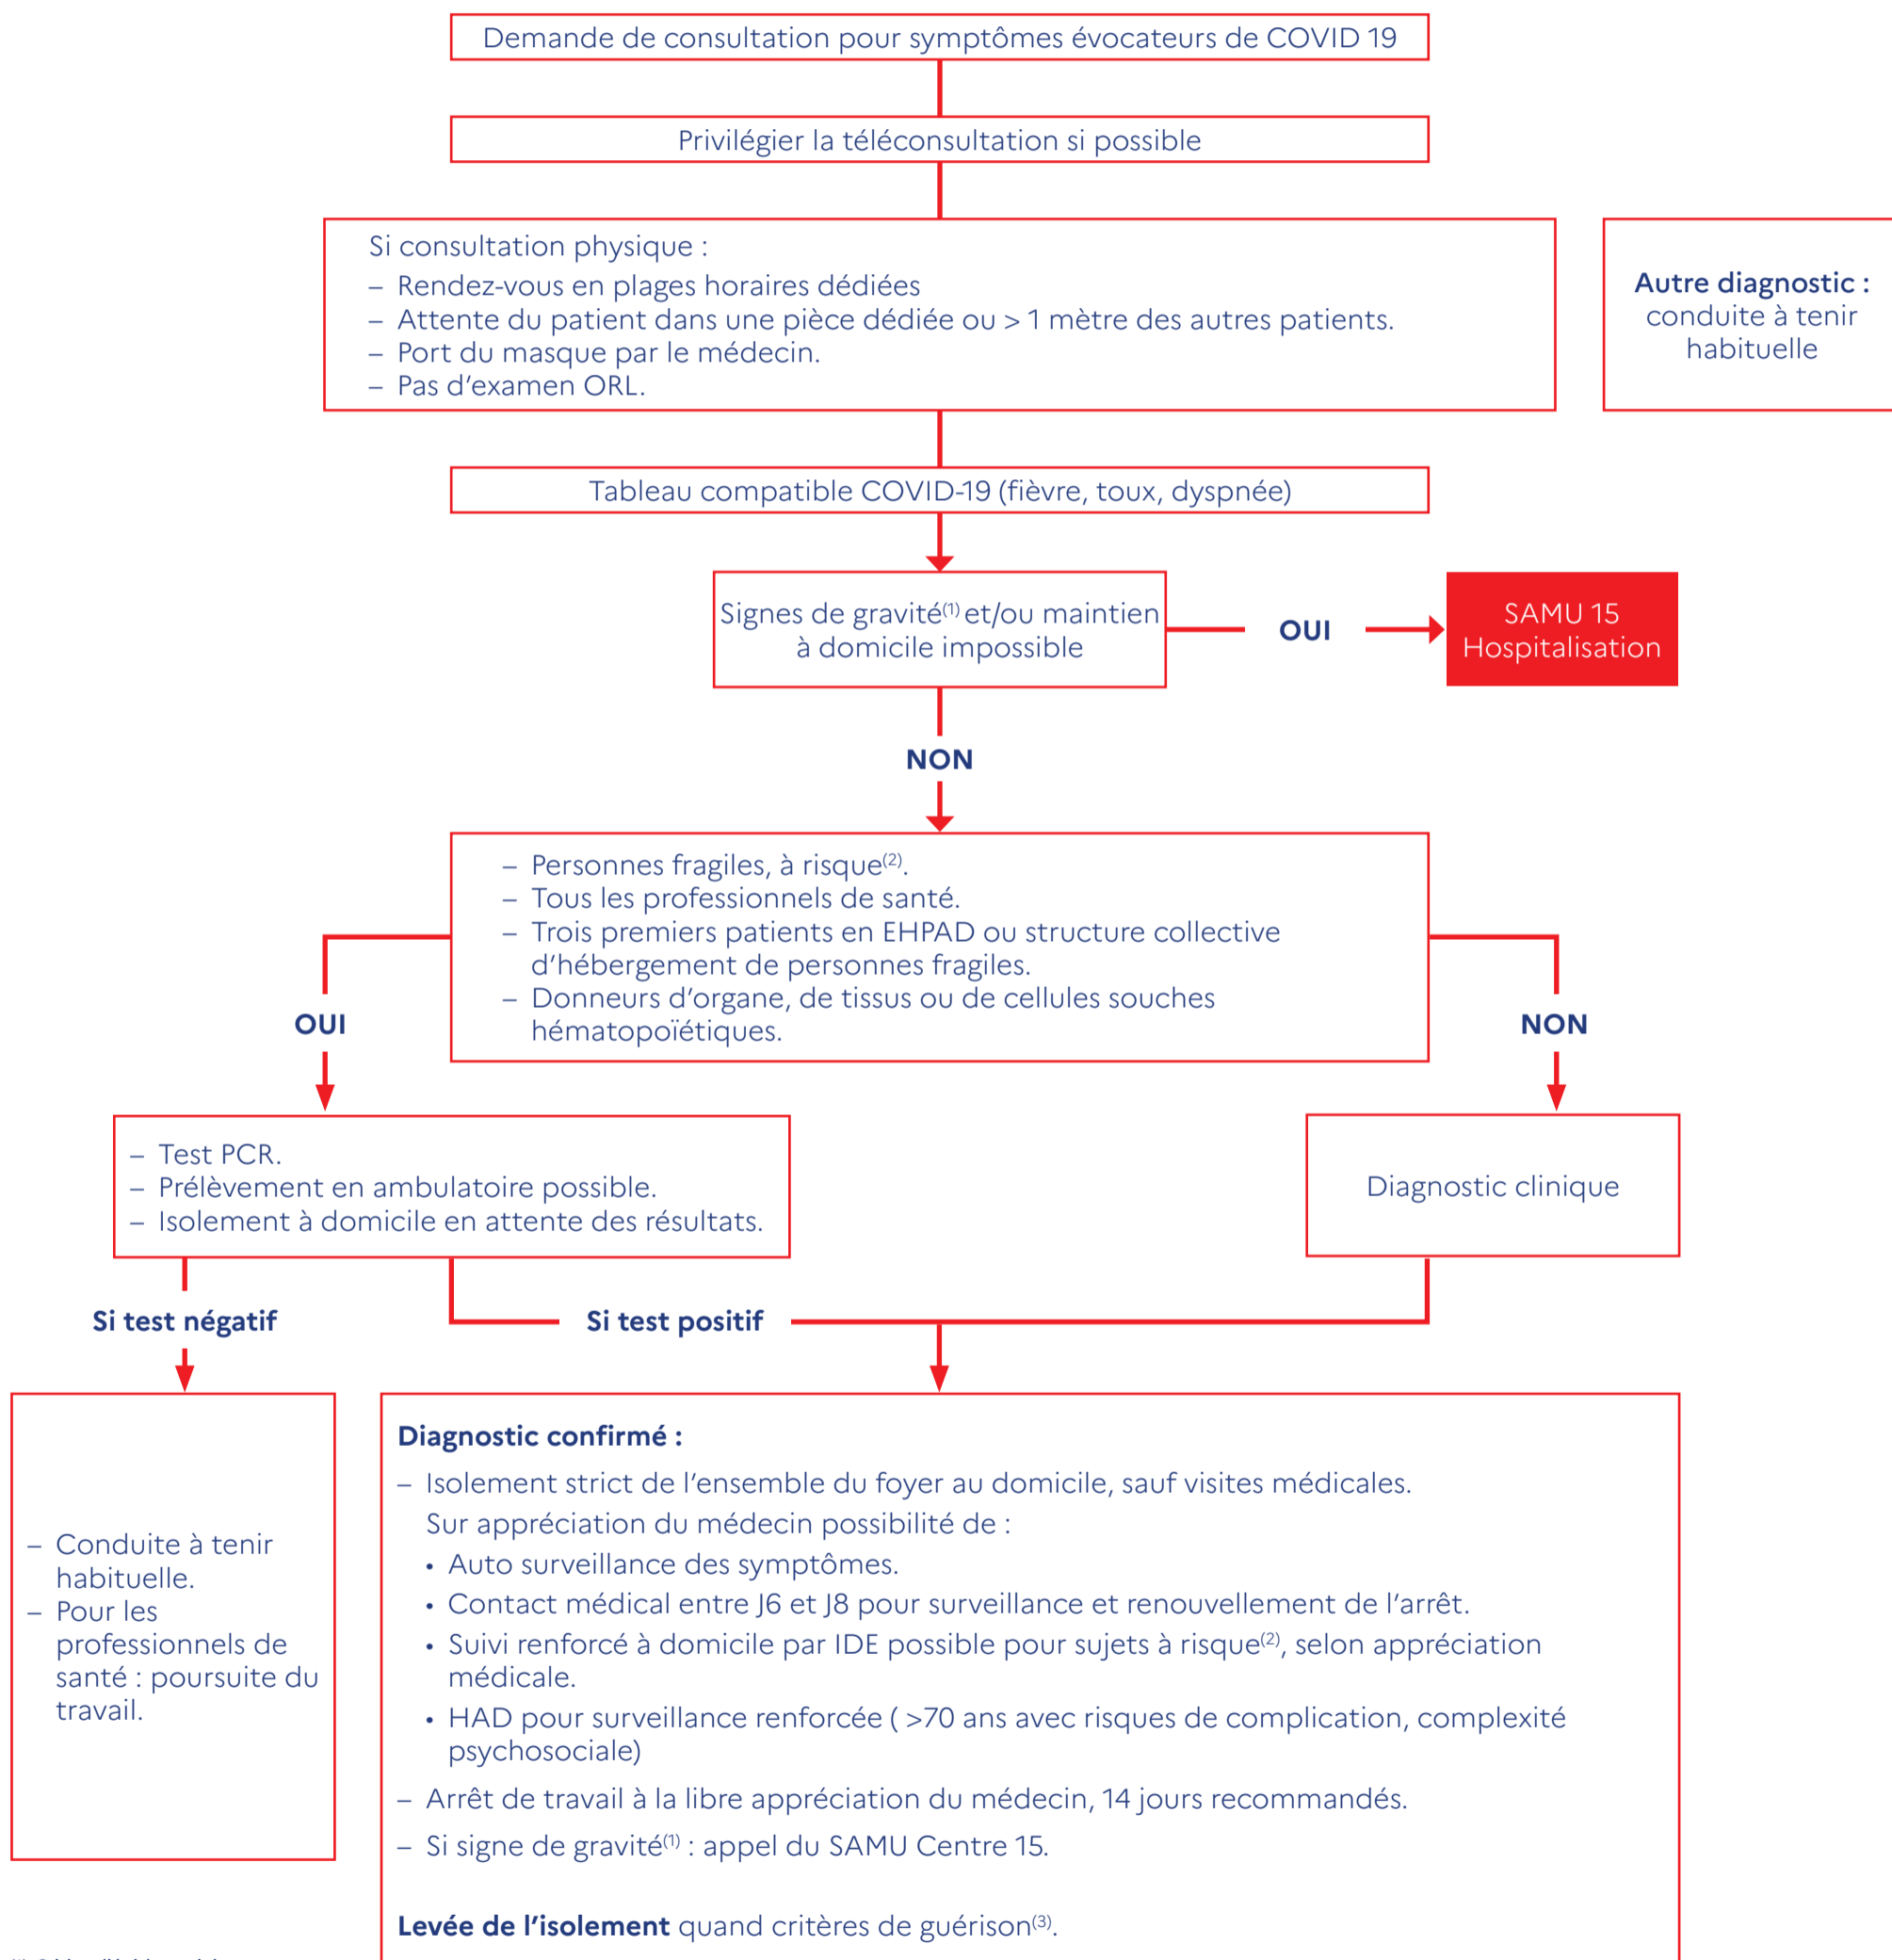 Demande de consultation pour symptômes évocateurs de COVID 19
Privilégier la téléconsultation si possible
Si consultation physique :
– Rendez-vous en plages horaires dédiées
– Attente du patient dans une pièce dédiée ou > 1 mètre des autres patients.
– Port du masque par le médecin.
– Pas d’examen ORL.
Autre diagnostic :
conduite à tenir
habituelle
Tableau compatible COVID-19 (fièvre, toux, dyspnée)
Signes de gravité(1) et/ou maintien
à domicile impossible
OUI
SAMU 15
Hospitalisation
NON
– Personnes fragiles, à risque(2).
– Tous les professionnels de santé.
– Trois premiers patients en EHPAD ou structure collective
d’hébergement de personnes fragiles.
– Donneurs d’organe, de tissus ou de cellules souches
hématopoïétiques.
OUI
NON
– Test PCR.
– Prélèvement en ambulatoire possible.
– Isolement à domicile en attente des résultats.
Diagnostic clinique
Si test négatif
Si test positif
– Conduite à tenir
habituelle.
– Pour les
professionnels de
santé : poursuite du
travail.
Diagnostic confirmé :
– Isolement strict de l’ensemble du foyer au domicile, sauf visites médicales.
Sur appréciation du médecin possibilité de :
• Auto surveillance des symptômes.
• Contact médical entre J6 et J8 pour surveillance et renouvellement de l’arrêt.
• Suivi renforcé à domicile par IDE possible pour sujets à risque(2), selon appréciation
médicale.
• HAD pour surveillance renforcée ( >70 ans avec risques de complication, complexité
psychosociale)
– Arrêt de travail à la libre appréciation du médecin, 14 jours recommandés.
– Si signe de gravité(1) : appel du SAMU Centre 15.
Levée de l’isolement quand critères de guérison(3).